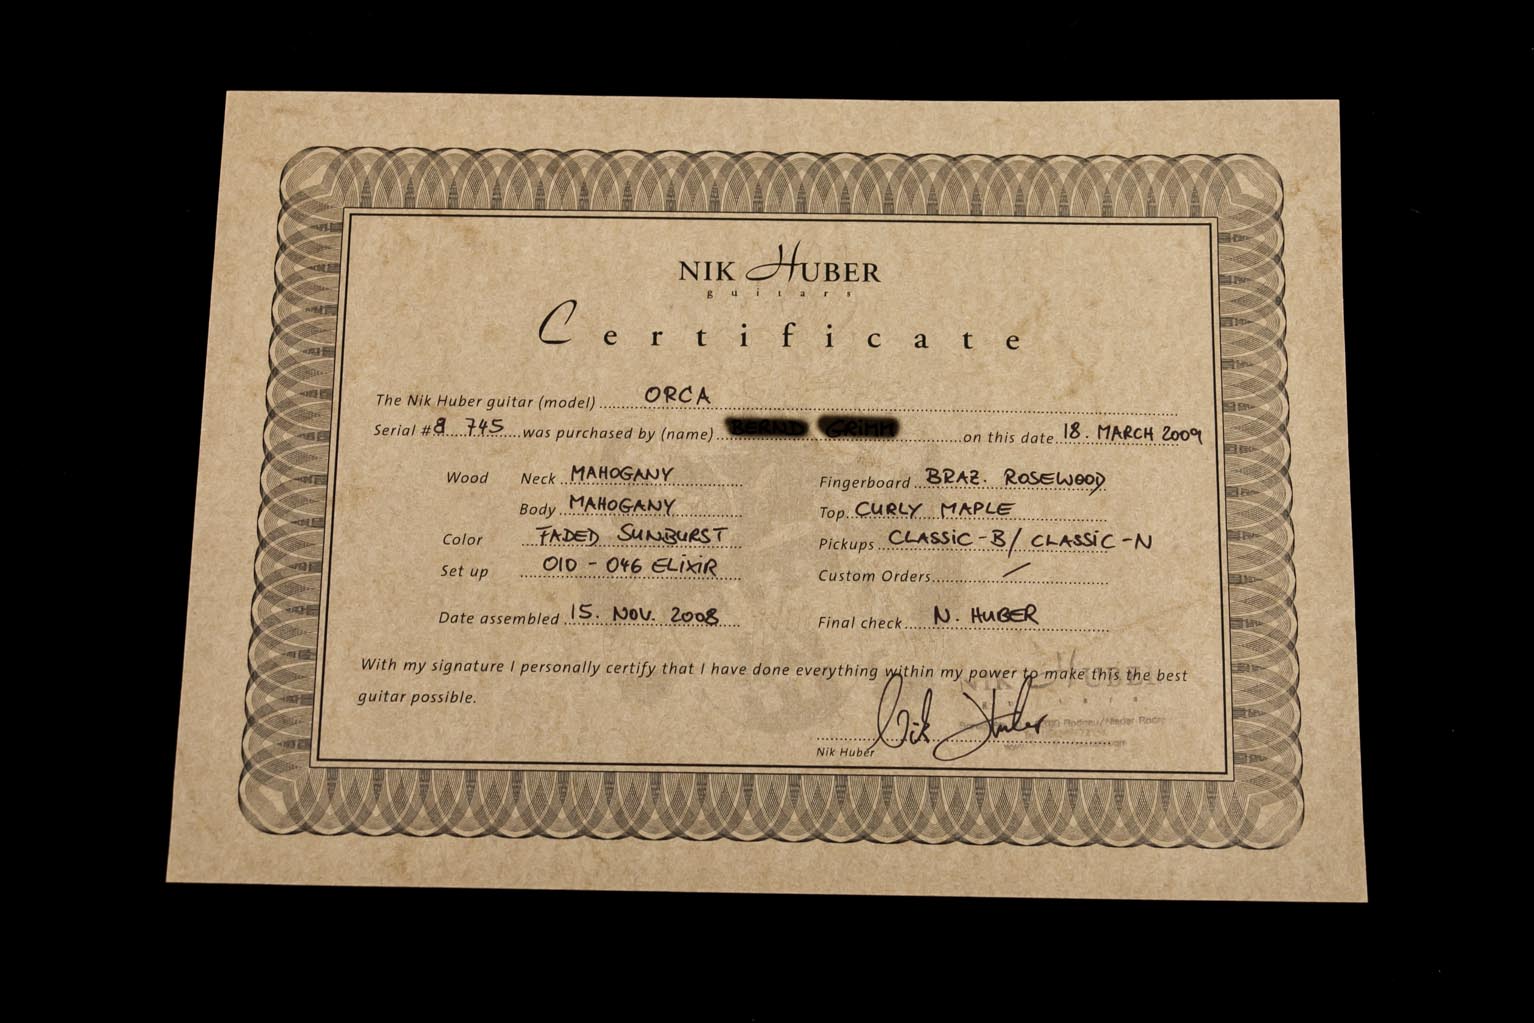 NIK HUBER
guitars
Certificate
The Nik Huber guitar (model) ORCA
Serial # 8 745 was purchased by (name) on this date 18. MARCH 2009
Wood Neck MAHOGANY Fingerboard BRAZ. ROSEWOOD
Body MAHOGANY Top CURLY MAPLE
Color FADED SUNBURST Pickups CLASSIC-B/ CLASSIC-N
Set up 010 - 046 ELIXIR Custom Orders /
Date assembled 15. NOV. 2008 Final check N. HUBER
With my signature I personally certify that I have done everything within my power to make this the best
guitar possible.
NIK HUBER
Nik Huber
Nik Huber